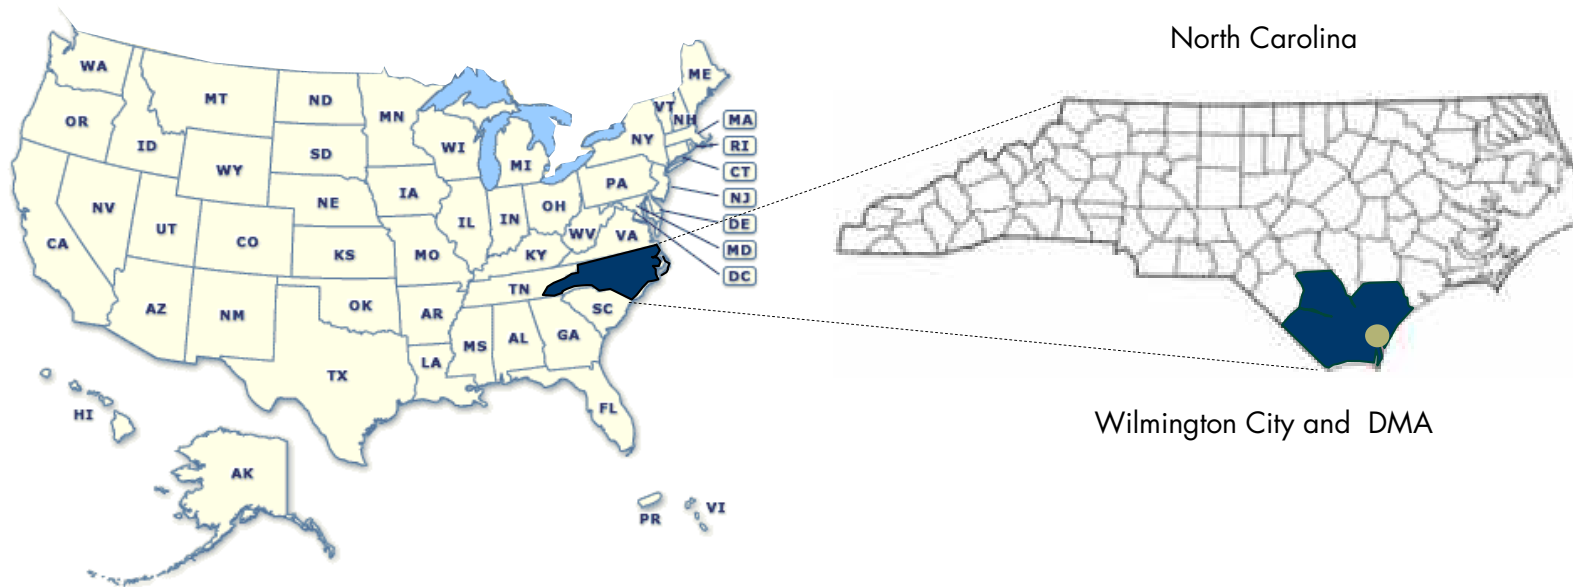 North Carolina
WA
MT
ND
MN
ME
VT
NH
MA
OR
ID
SD
WI
MI
NY
RI
WY
CT
IA
PA
NJ
NV
NE
IL
IN
OH
DE
UT
CO
WV
VA
MD
CA
KS
MO
KY
DC
TN
AZ
NM
OK
AR
SC
MS
AL
GA
LA
TX
FL
HI
Wilmington City and DMA
AK
PR
VI